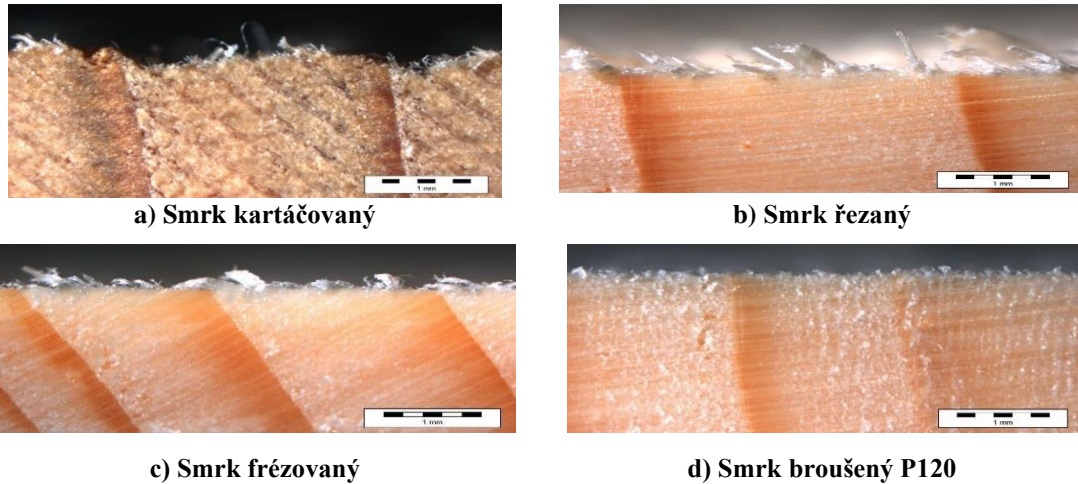 1 mm
1 mm
a) Smrk kartáčovaný
b) Smrk řezaný
1 mm
1 mm
c) Smrk frézovaný
d) Smrk broušený P120